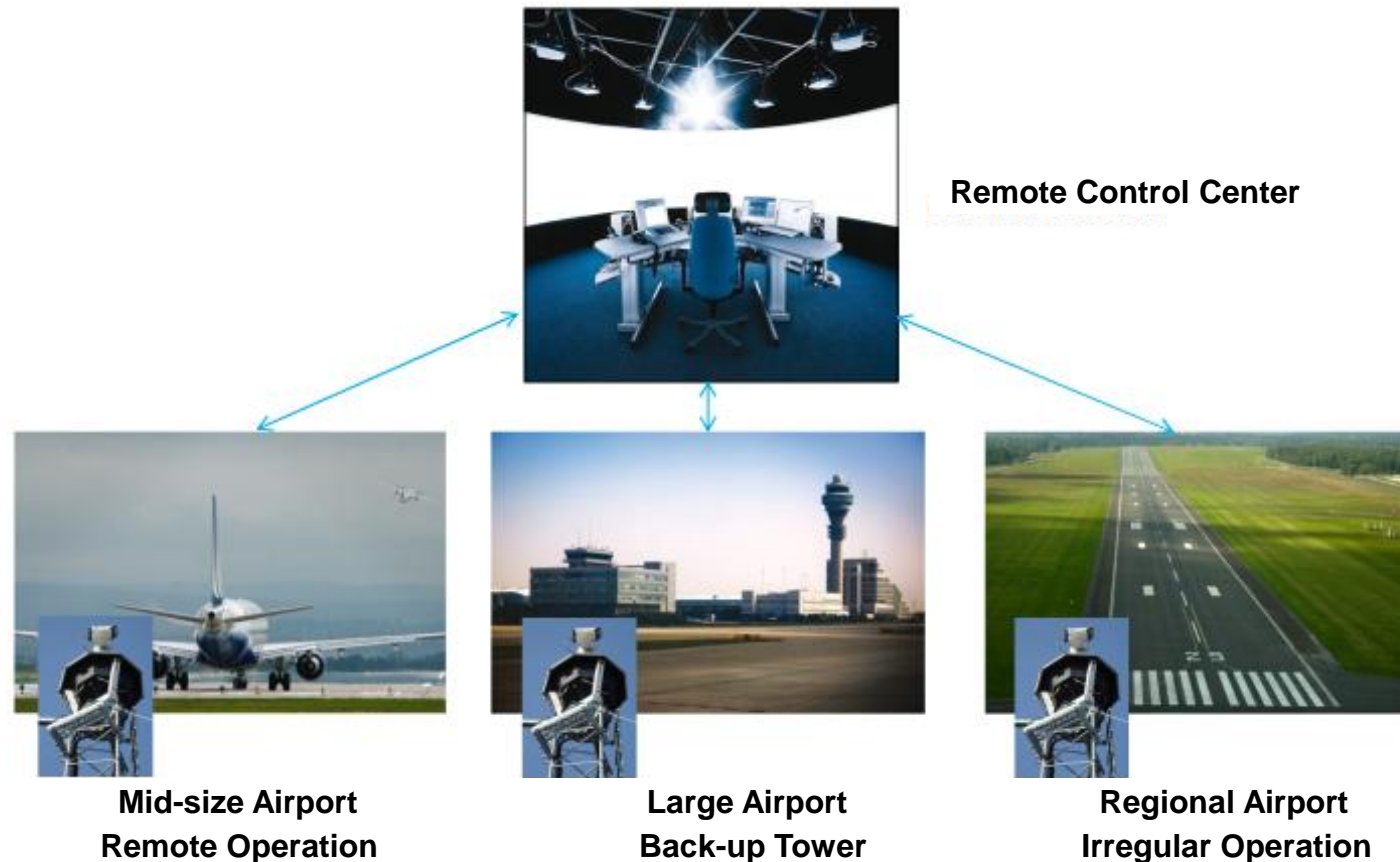 Remote Control Center
Mid-size Airport
Remote Operation
Large Airport
Back-up Tower
Regional Airport
Irregular Operation